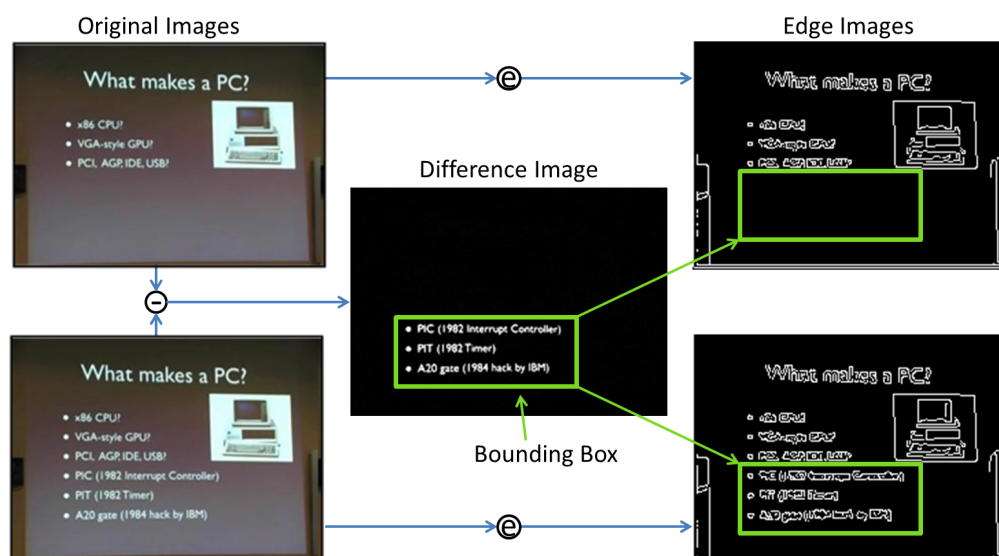 Original Images
Edge Images
What makes a PC?
• x86 CPU?
• VGA-style GPU?
• PCI, AGP, IDE, USB?
e
What makes a PC?
Difference Image
-
• PIC (1982 Interrupt Controller)
• PIT (1982 Timer)
• A20 gate (1984 hack by IBM)
Bounding Box
What makes a PC?
• x86 CPU?
• VGA-style GPU?
• PCI, AGP, IDE, USB?
• PIC (1982 Interrupt Controller)
• PIT (1982 Timer)
• A20 gate (1984 hack by IBM)
e
What makes a PC?